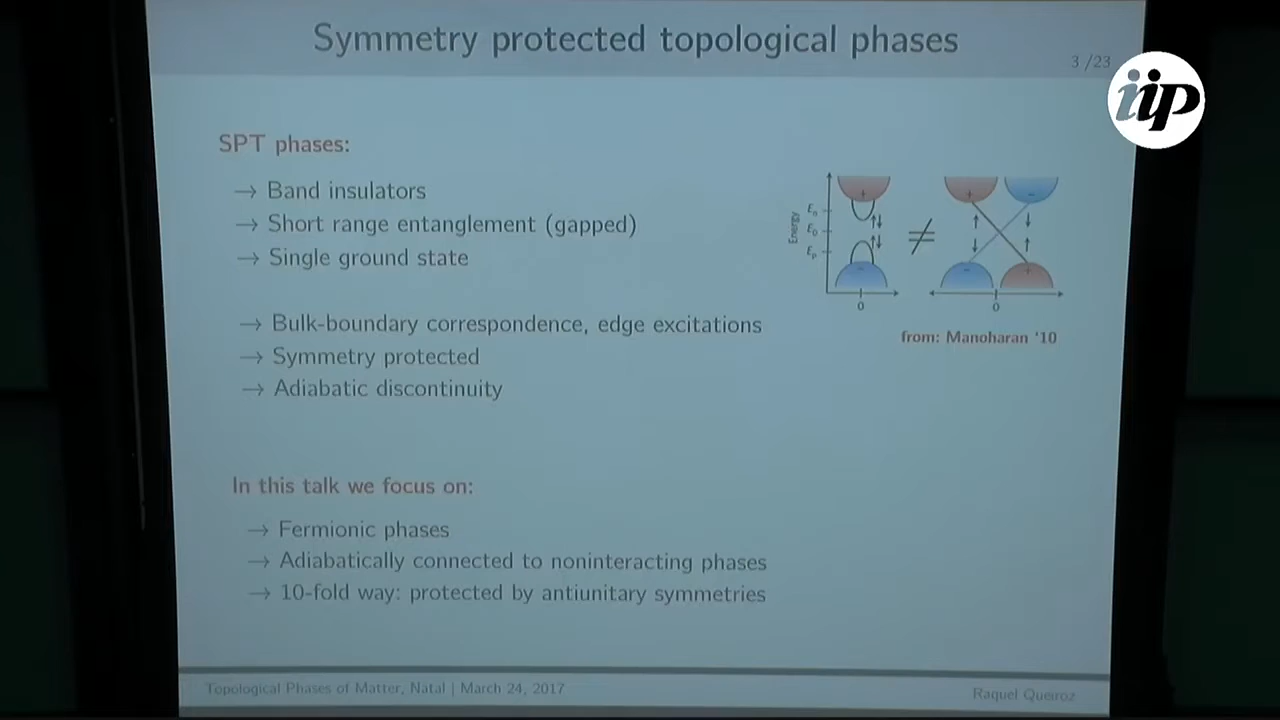 Symmetry protected topological phases
3 /23
iip
SPT phases:
→ Band insulators
→ Short range entanglement (gapped)
→ Single ground state
→ Bulk-boundary correspondence, edge excitations
→ Symmetry protected
→ Adiabatic discontinuity
Energy
Eₙ
E₀
Eₚ
+
−
0
≠
+
−
−
+
0
from: Manoharan '10
In this talk we focus on:
→ Fermionic phases
→ Adiabatically connected to noninteracting phases
→ 10-fold way: protected by antiunitary symmetries
Topological Phases of Matter, Natal | March 24, 2017
Raquel Queiroz